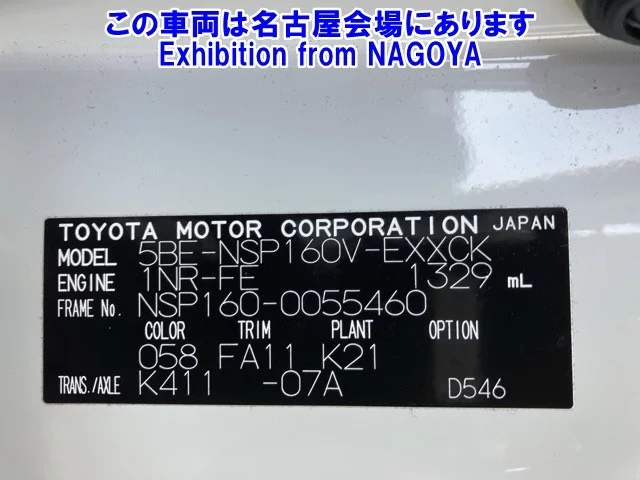 この車両は名古屋会場にあります
Exhibition from NAGOYA
TOYOTA MOTOR CORPORATION JAPAN
MODEL 5BE-NSP160V-EXXCK
ENGINE 1NR-FE 1329 mL
FRAME No. NSP160-0055460
COLOR TRIM PLANT OPTION
058 FA11 K21
TRANS./AXLE K411 -07A D546